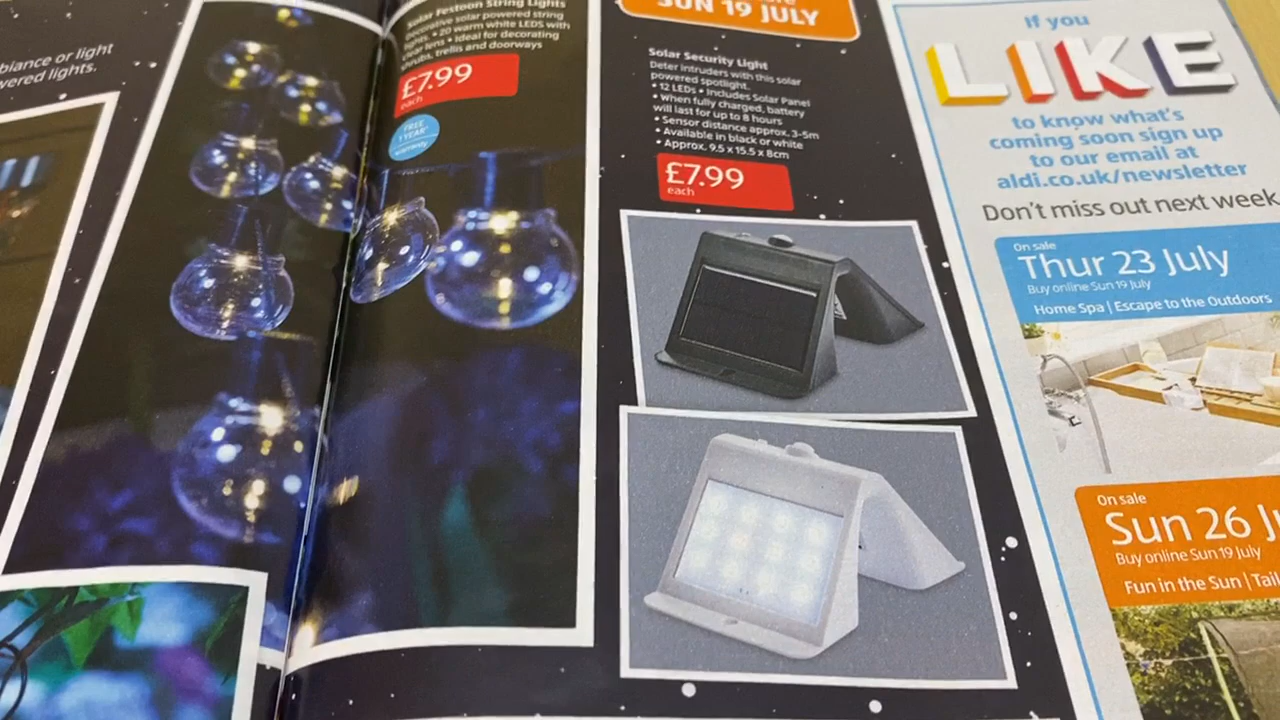 biance or light
vered lights.
Solar Festoon String Lights
Decorative solar powered string
lights. • 20 warm white LEDS with
clear lens • Ideal for decorating
shrubs, trellis and doorways
£7.99
each
FREE
1 YEAR*
warranty
SUN 19 JULY
Solar Security Light
Deter intruders with this solar
powered spotlight.
• 12 LEDs • Includes Solar Panel
• When fully charged, battery
will last for up to 8 hours
• Sensor distance approx. 3-5m
• Available in black or white
• Approx. 9.5 x 15.5 x 8cm
£7.99
each
If you
LIKE
to know what's
coming soon sign up
to our email at
aldi.co.uk/newsletter
Don't miss out next week
On sale
Thur 23 July
Buy online Sun 19 July
Home Spa | Escape to the Outdoors
On sale
Sun 26 J
Buy online Sun 19 July
Fun in the Sun | Tail